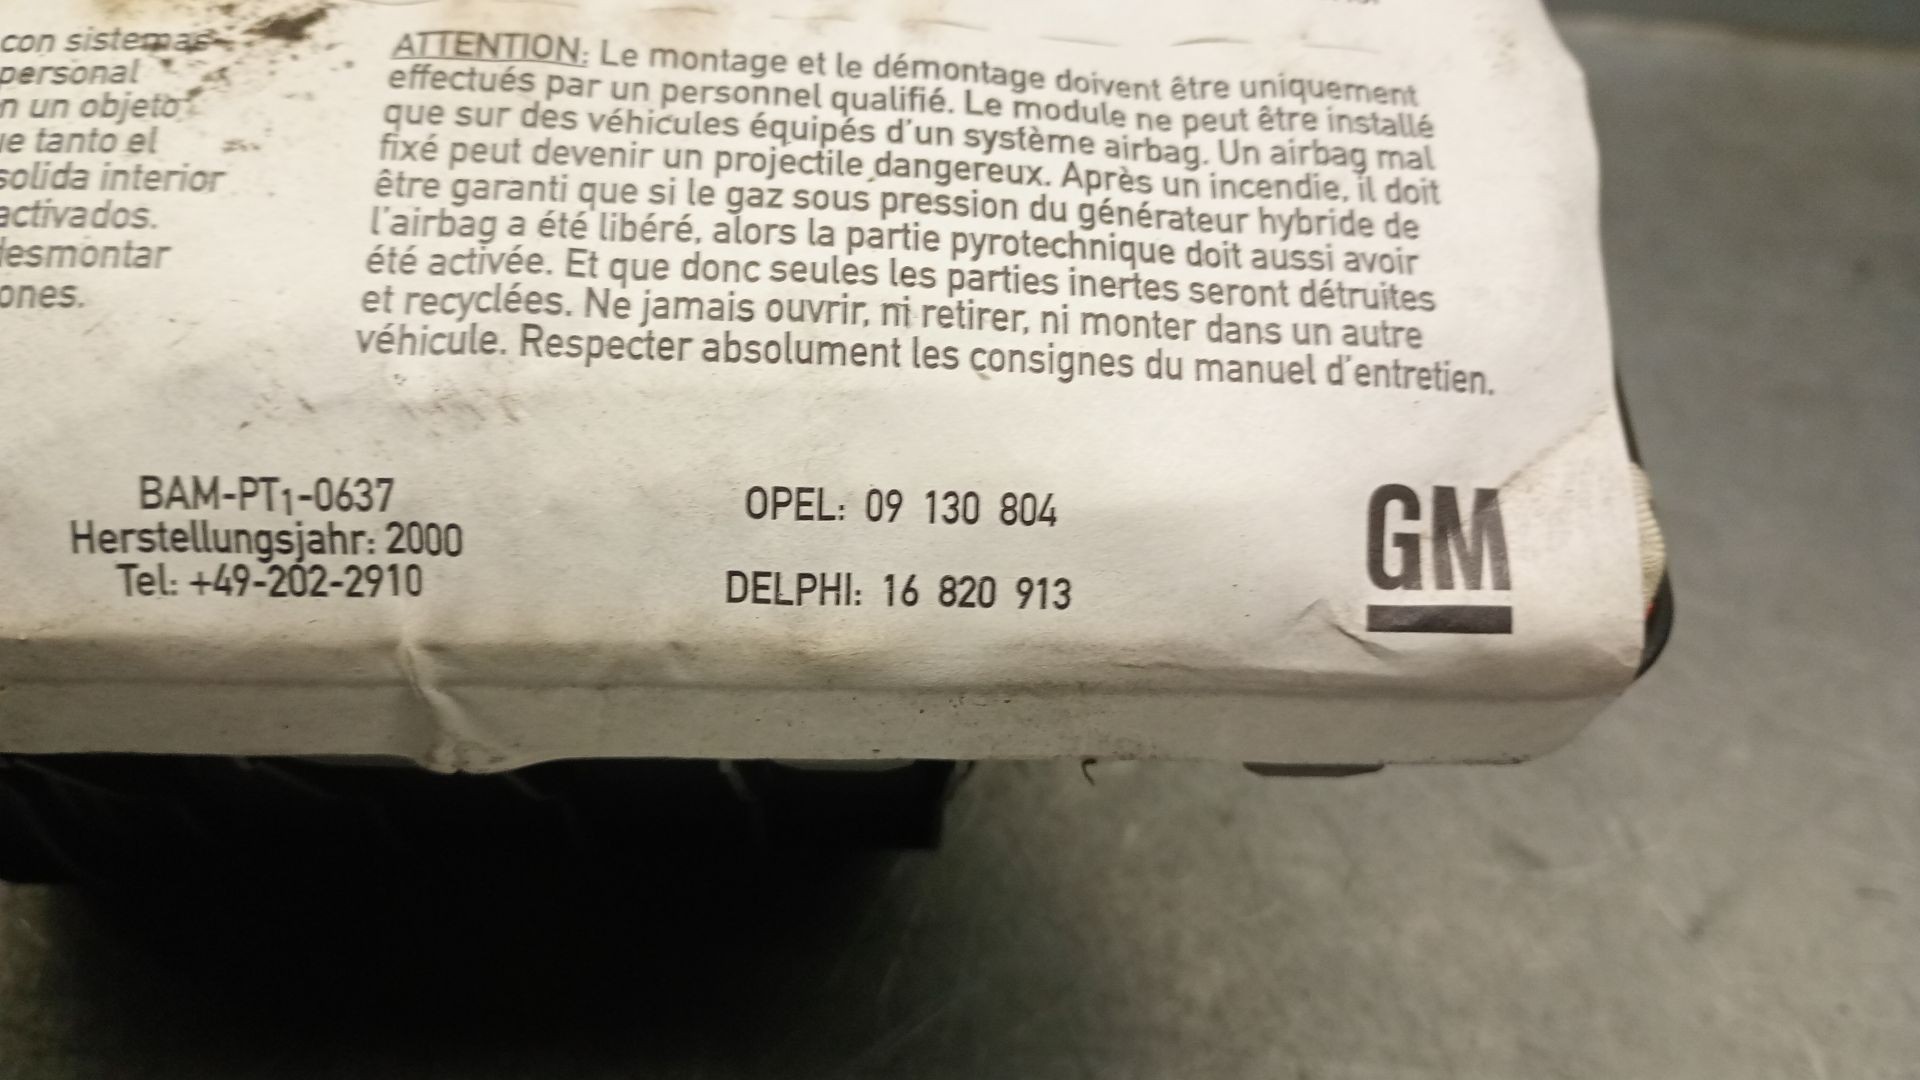 con sistemas
personal
n un objeto
ue tanto el
solida interior
activados.
desmontar
ones.
ATTENTION: Le montage et le démontage doivent être uniquement
effectués par un personnel qualifié. Le module ne peut être installé
que sur des véhicules équipés d'un système airbag. Un airbag mal
fixé peut devenir un projectile dangereux. Après un incendie, il doit
être garanti que si le gaz sous pression du générateur hybride de
l'airbag a été libéré, alors la partie pyrotechnique doit aussi avoir
été activée. Et que donc seules les parties inertes seront détruites
et recyclées. Ne jamais ouvrir, ni retirer, ni monter dans un autre
véhicule. Respecter absolument les consignes du manuel d'entretien.
BAM-PT1-0637
Herstellungsjahr: 2000
Tel: +49-202-2910
OPEL: 09 130 804
DELPHI: 16 820 913
GM